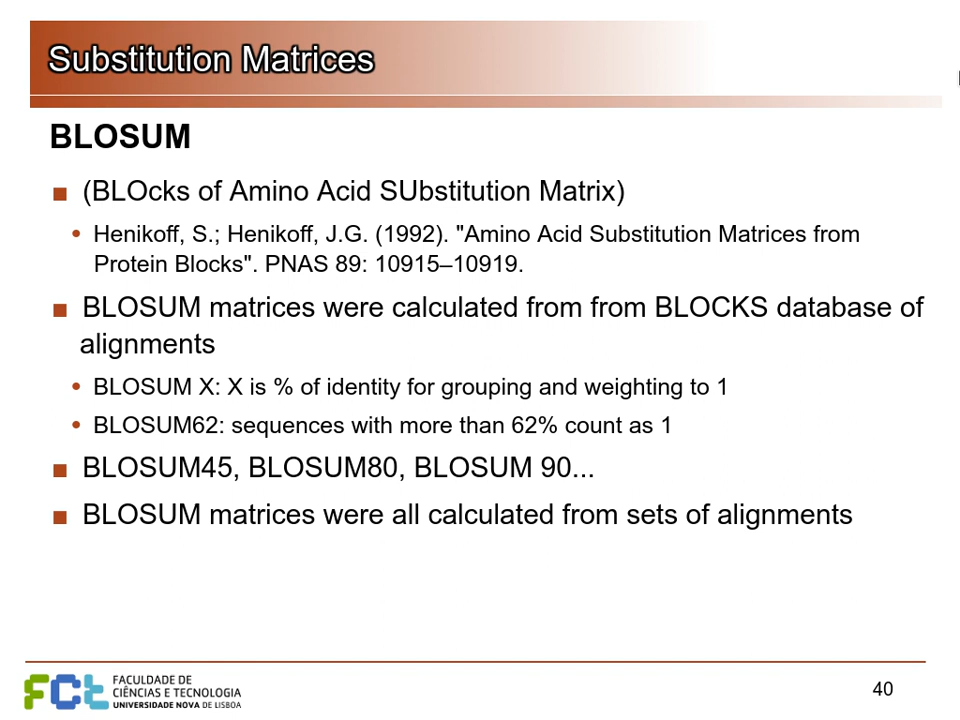 Substitution Matrices
BLOSUM
(BLOcks of Amino Acid SUbstitution Matrix)
Henikoff, S.; Henikoff, J.G. (1992). "Amino Acid Substitution Matrices from
Protein Blocks". PNAS 89: 10915–10919.
BLOSUM matrices were calculated from from BLOCKS database of
alignments
BLOSUM X: X is % of identity for grouping and weighting to 1
BLOSUM62: sequences with more than 62% count as 1
BLOSUM45, BLOSUM80, BLOSUM 90...
BLOSUM matrices were all calculated from sets of alignments
FCt
FACULDADE DE
CIÊNCIAS E TECNOLOGIA
UNIVERSIDADE NOVA DE LISBOA
40